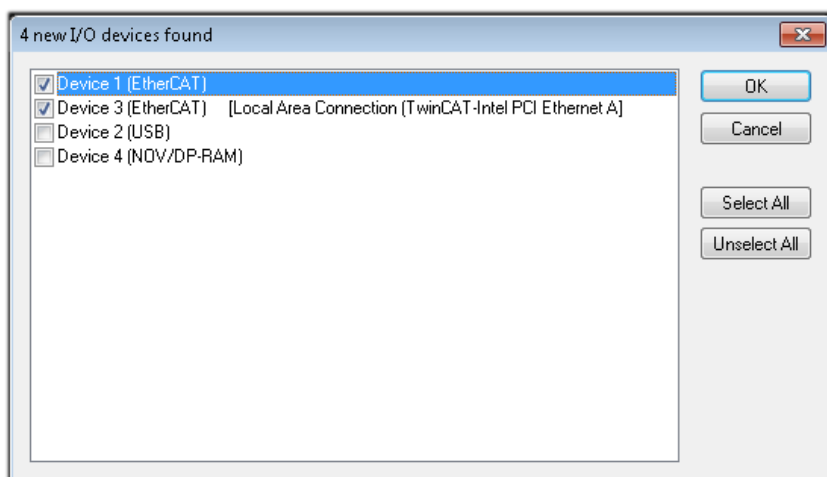 4 new I/O devices found
Device 1 (EtherCAT)
Device 3 (EtherCAT) [Local Area Connection (TwinCAT-Intel PCI Ethernet A]
Device 2 (USB)
Device 4 (NOV/DP-RAM)
OK
Cancel
Select All
Unselect All